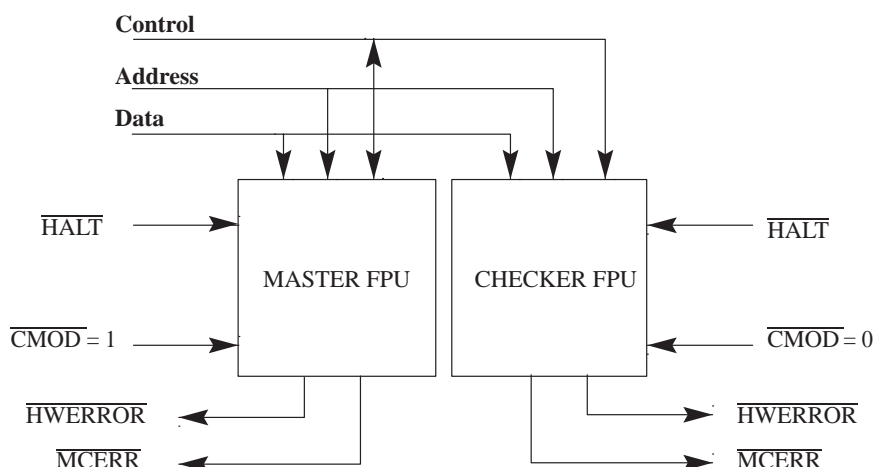 Control
Address
Data
HALT
HALT
MASTER FPU
CHECKER FPU
CMOD = 1
CMOD = 0
HWERROR
HWERROR
MCERR
MCERR